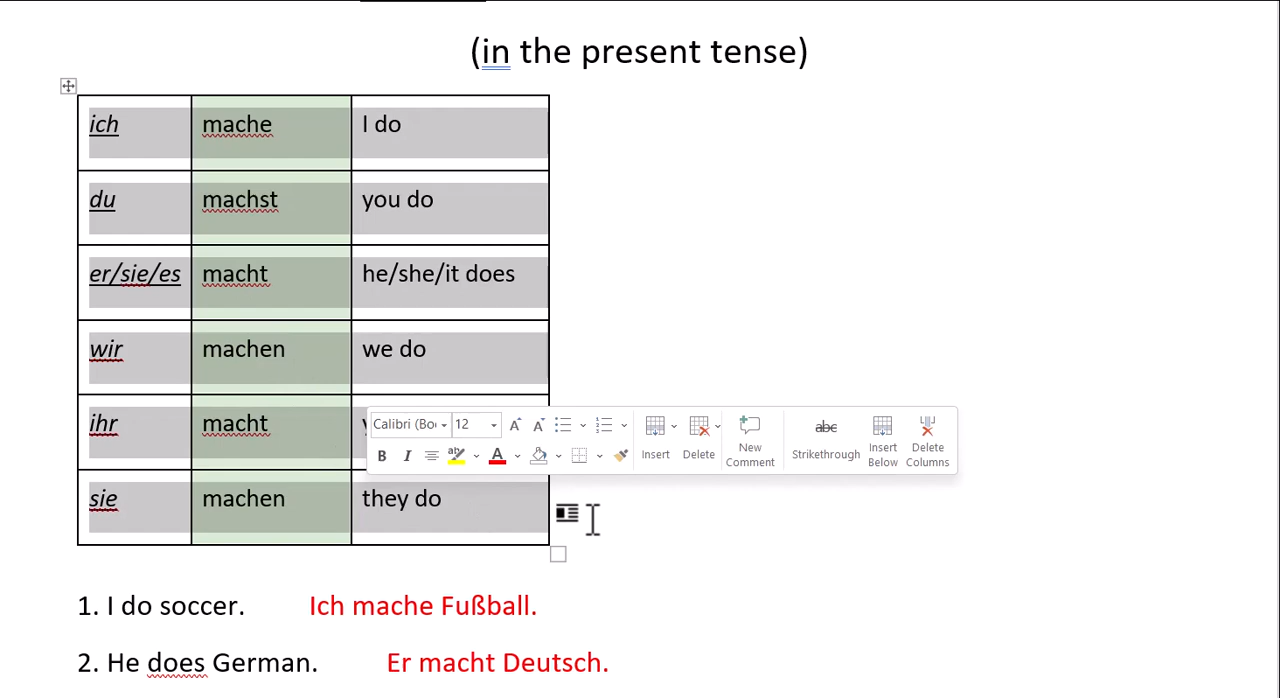 (in the present tense)
ich mache I do
du machst you do
er/sie/es macht he/she/it does
wir machen we do
ihr macht
sie machen they do
Calibri (Bo 12
New
Insert Delete Comment Strikethrough Insert Below Delete Columns
1. I do soccer. Ich mache Fußball.
2. He does German. Er macht Deutsch.